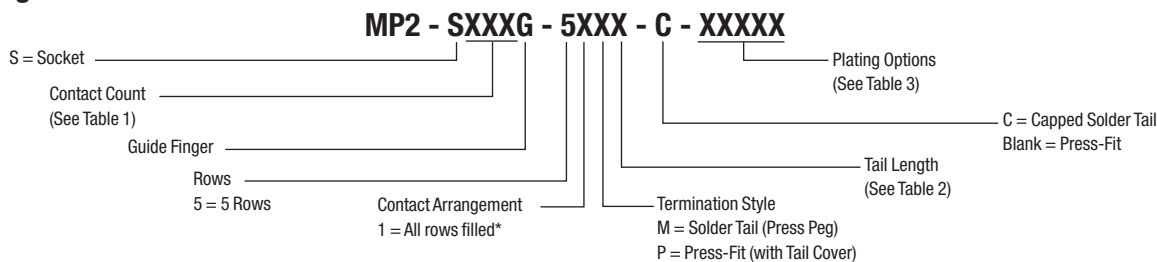 MP2 - SXXXG - 5XXX - C - XXXXX
S = Socket
Plating Options
(See Table 3)
Contact Count
(See Table 1)
C = Capped Solder Tail
Blank = Press-Fit
Guide Finger
Tail Length
(See Table 2)
Rows
5 = 5 Rows
Contact Arrangement
1 = All rows filled*
Termination Style
M = Solder Tail (Press Peg)
P = Press-Fit (with Tail Cover)